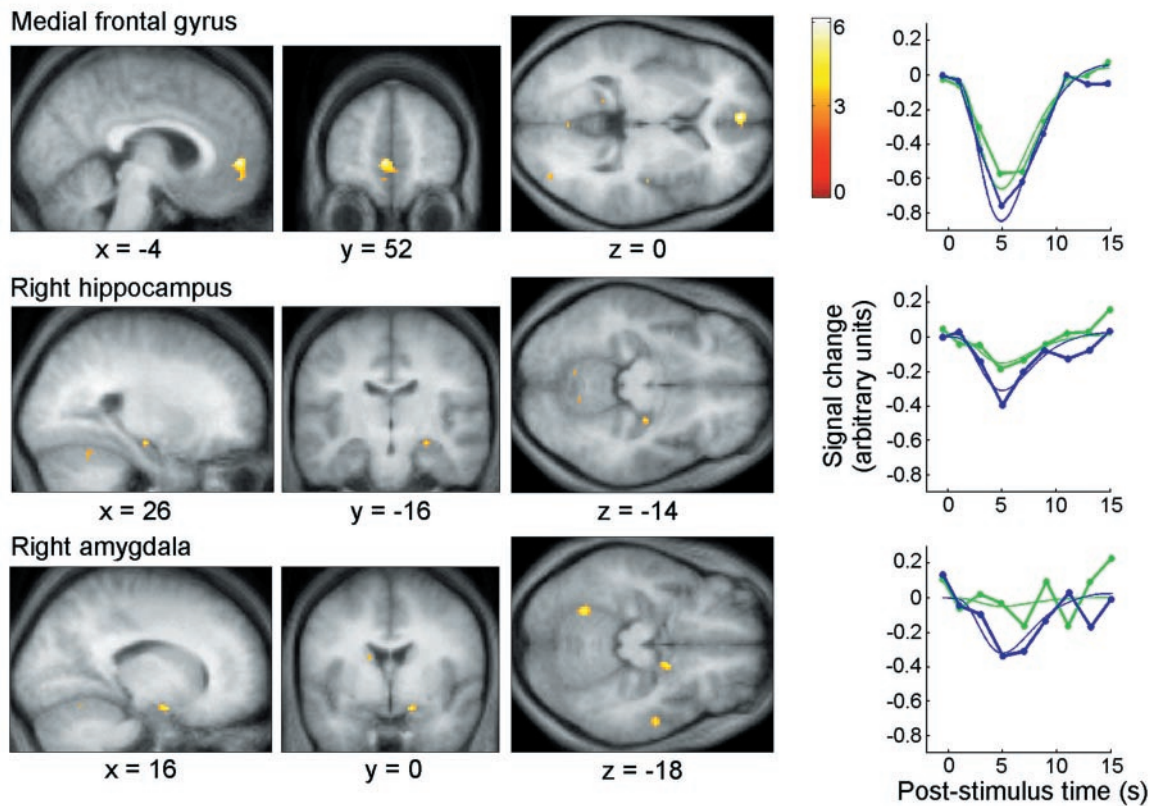 Medial frontal gyrus
x = -4
y = 52
z = 0
6
3
0
0.2
0
-0.2
-0.4
-0.6
-0.8
0 5 10 15
Right hippocampus
x = 26
y = -16
z = -14
Signal change
(arbitrary units)
0.2
0
-0.2
-0.4
-0.6
-0.8
0 5 10 15
Right amygdala
x = 16
y = 0
z = -18
0.2
0
-0.2
-0.4
-0.6
-0.8
0 5 10 15
Post-stimulus time (s)